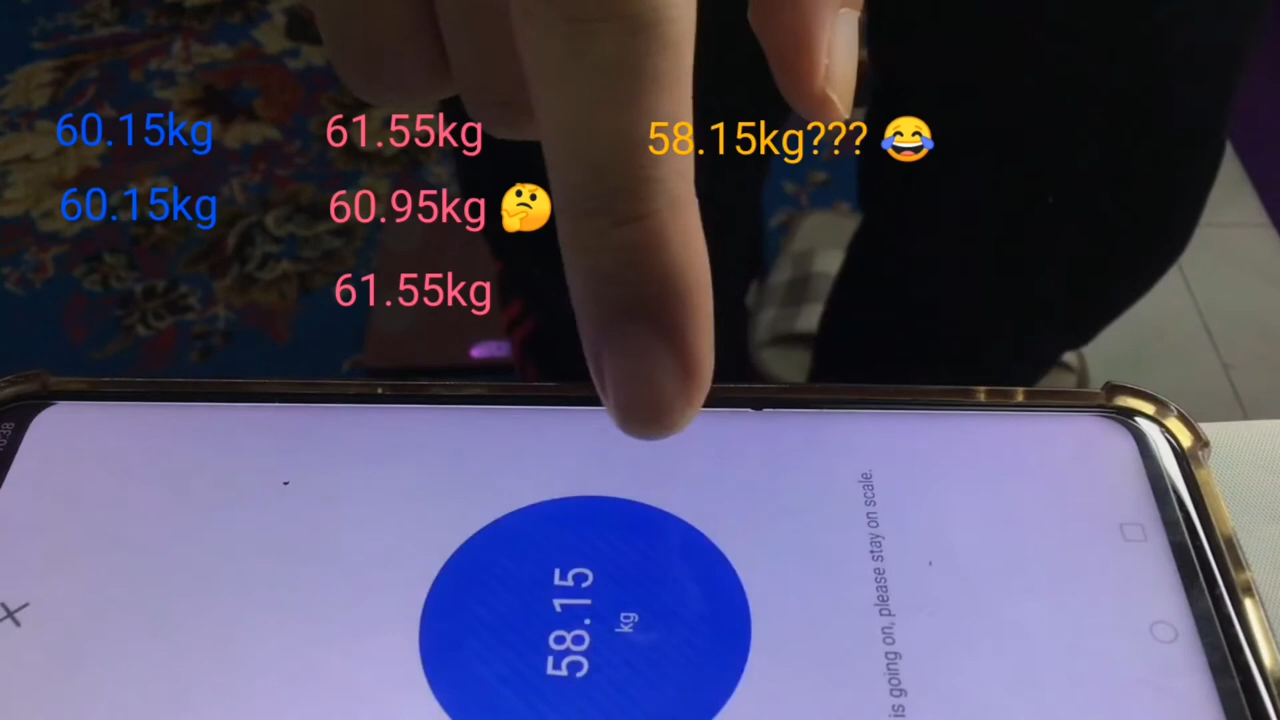 60.15kg
60.15kg
61.55kg
60.95kg 🤔
61.55kg
58.15kg??? 😂
58.15
kg
is going on, please stay on scale.